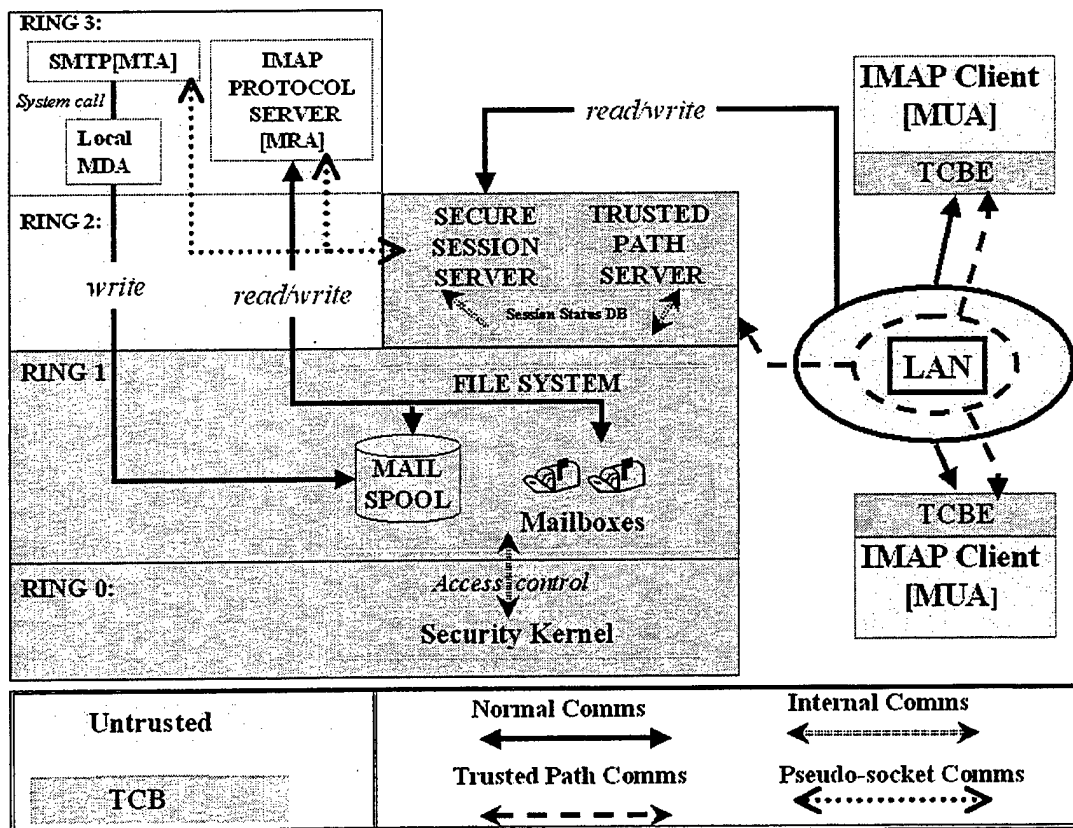 RING 3:
SMTP[MTA]
System call
Local
MDA
IMAP
PROTOCOL
SERVER
[MRA]
read/write
IMAP Client
[MUA]
TCBE
RING 2:
write
read/write
SECURE
SESSION
SERVER
TRUSTED
PATH
SERVER
Session Status DB
LAN
RING 1
FILE SYSTEM
MAIL
SPOOL
Mailboxes
TCBE
IMAP Client
[MUA]
RING 0:
Access control
Security Kernel
Untrusted
TCB
Normal Comms
Internal Comms
Trusted Path Comms
Pseudo-socket Comms